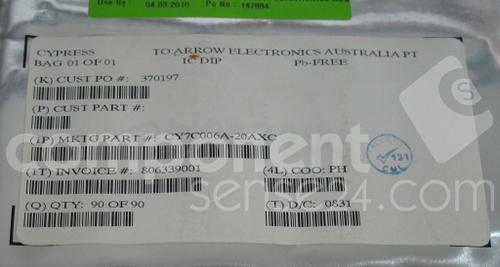 Use By: 04.03.2010 Po No: 142884
CYPRESS TO:ARROW ELECTRONICS AUSTRALIA PT
BAG 01 OF 01 IC DIP Pb-FREE
(K) CUST PO #: 370197
(P) CUST PART #:
(1P) MKTG PART #: CY7C006A-20AXC
(1T) INVOICE #: 806339001 (4L) COO: PH
(Q) QTY: 90 OF 90 (T) D/C: 0831
121
component
sense24.com